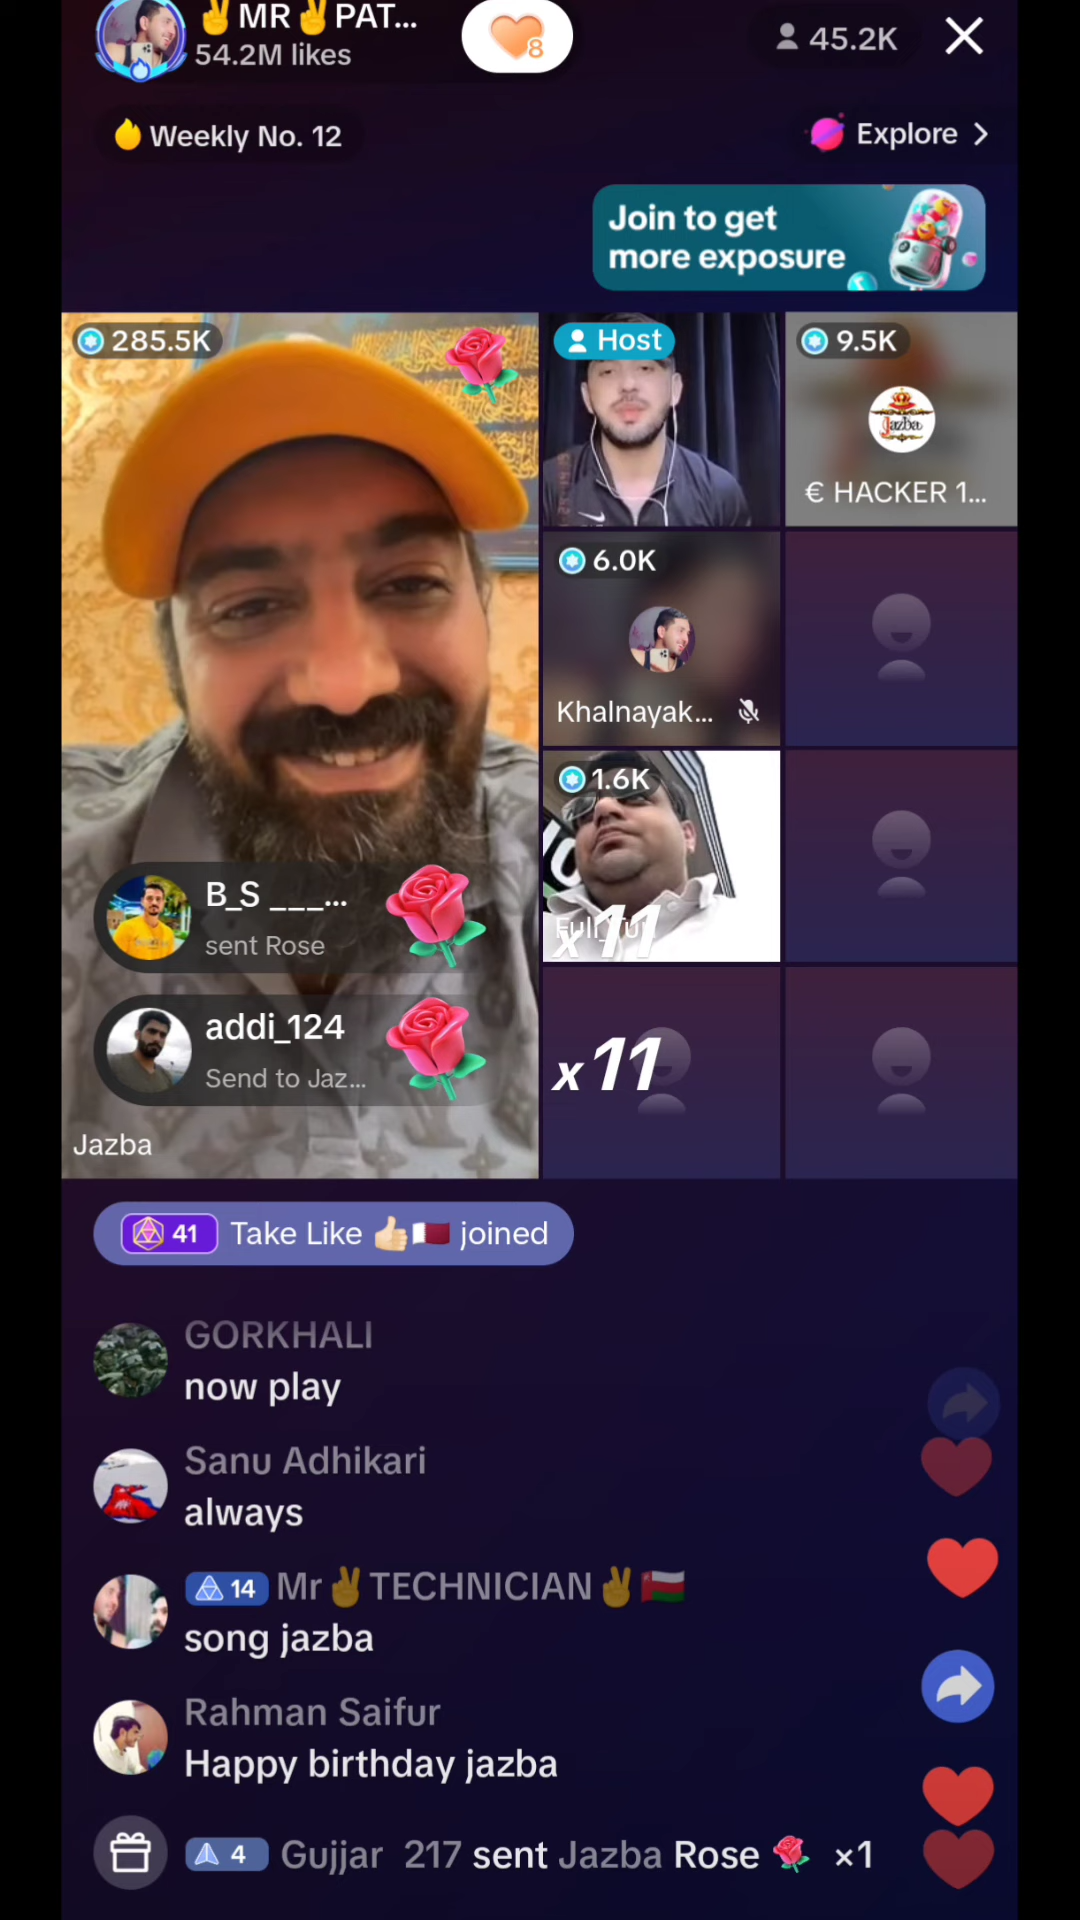 ✌MR✌PAT...
54.2M likes
8
45.2K
Weekly No. 12
Explore
Join to get
more exposure
285.5K
Host
9.5K
Jazba
€ HACKER 1...
6.0K
Khalnayak...
1.6K
x11
B_S ___...
sent Rose
addi_124
Send to Jaz...
x11
Jazba
41 Take Like 👍🏻🇶🇦 joined
GORKHALI
now play
Sanu Adhikari
always
14 Mr✌TECHNICIAN✌🇴🇲
song jazba
Rahman Saifur
Happy birthday jazba
4 Gujjar 217 sent Jazba Rose 🌹 ×1